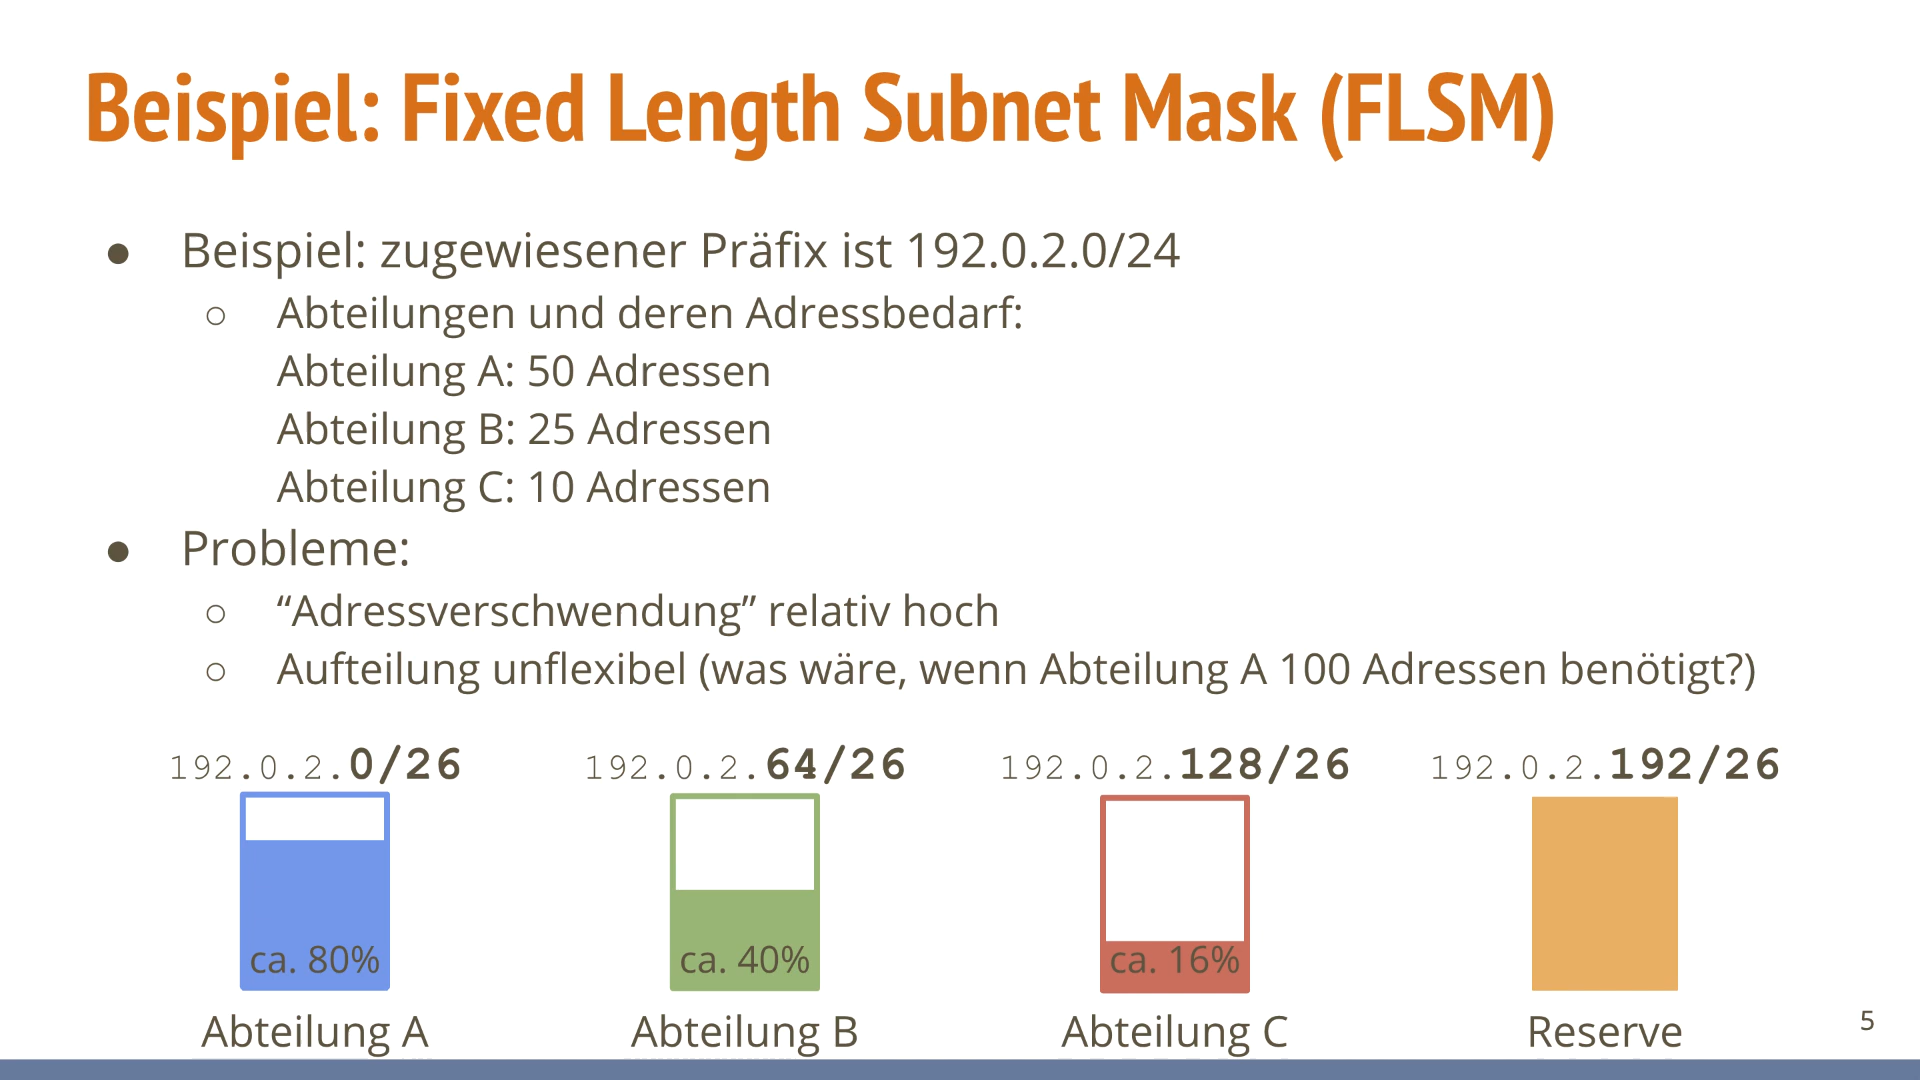 Beispiel: Fixed Length Subnet Mask (FLSM)
● Beispiel: zugewiesener Präfix ist 192.0.2.0/24
○ Abteilungen und deren Adressbedarf:
Abteilung A: 50 Adressen
Abteilung B: 25 Adressen
Abteilung C: 10 Adressen
● Probleme:
○ “Adressverschwendung” relativ hoch
○ Aufteilung unflexibel (was wäre, wenn Abteilung A 100 Adressen benötigt?)
192.0.2.0/26 192.0.2.64/26 192.0.2.128/26 192.0.2.192/26
ca. 80% ca. 40% ca. 16%
Abteilung A Abteilung B Abteilung C Reserve
5